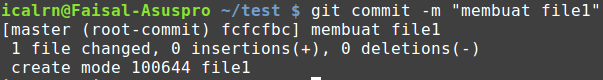 icalrn@Faisal-Asuspro ~/test $ git commit -m "membuat file1"
[master (root-commit) fcfcfbc] membuat file1
 1 file changed, 0 insertions(+), 0 deletions(-)
 create mode 100644 file1